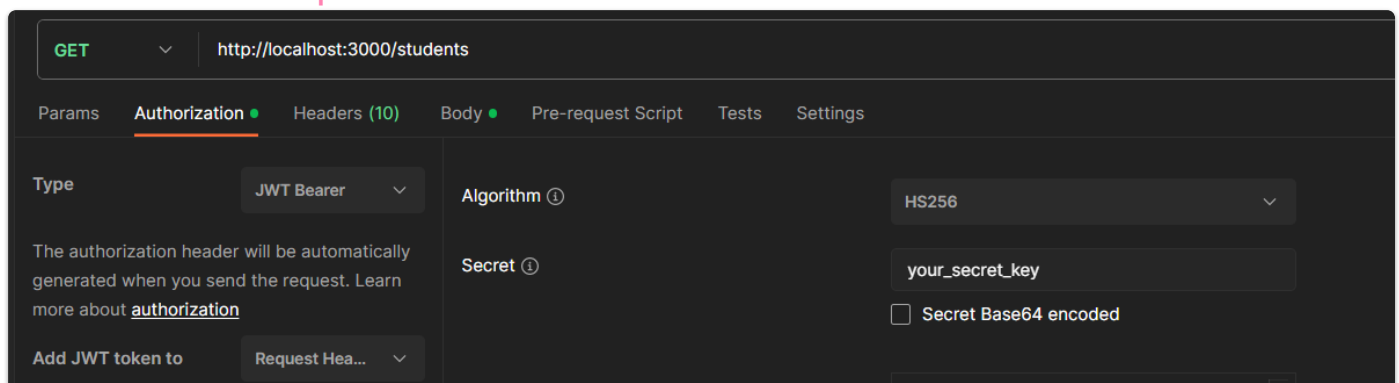 GET http://localhost:3000/students
Params Authorization Headers (10) Body Pre-request Script Tests Settings
Type JWT Bearer
The authorization header will be automatically
generated when you send the request. Learn
more about authorization
Add JWT token to Request Hea...
Algorithm HS256
Secret your_secret_key
Secret Base64 encoded